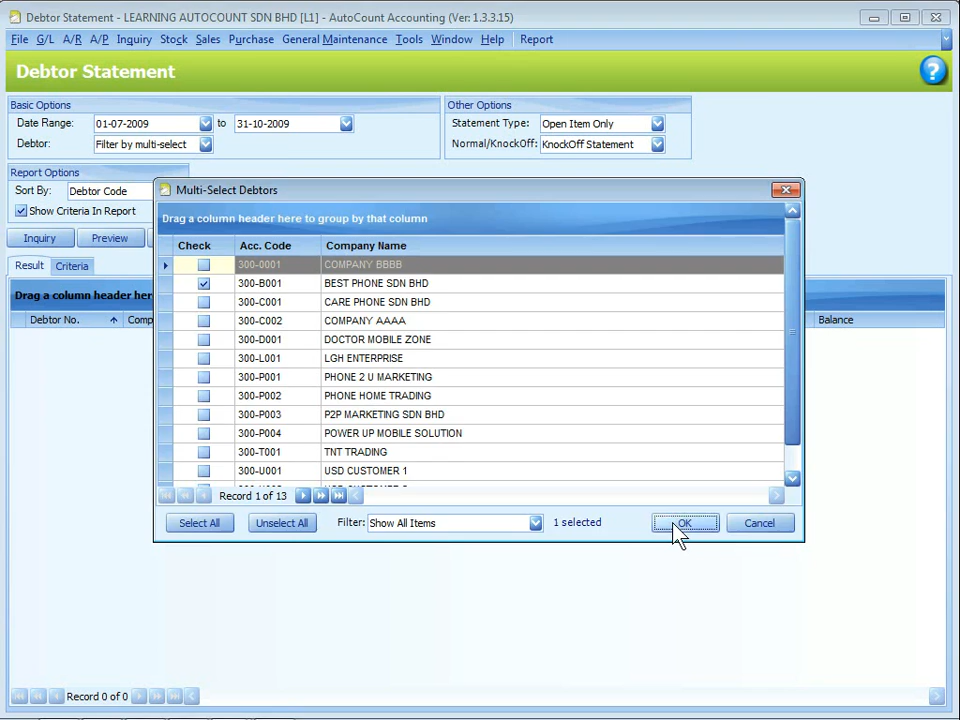 Debtor Statement - LEARNING AUTOCOUNT SDN BHD [L1] - AutoCount Accounting (Ver: 1.3.3.15)
File G/L A/R A/P Inquiry Stock Sales Purchase General Maintenance Tools Window Help Report
Debtor Statement
Basic Options
Date Range: 01-07-2009 to 31-10-2009
Debtor: Filter by multi-select
Other Options
Statement Type: Open Item Only
Normal/KnockOff: KnockOff Statement
Report Options
Sort By: Debtor Code
Show Criteria In Report
Inquiry Preview
Result Criteria
Drag a column header here
Debtor No. Comp Balance
Record 0 of 0
Multi-Select Debtors
Drag a column header here to group by that column
Check Acc. Code Company Name
300-0001 COMPANY BBBB
300-B001 BEST PHONE SDN BHD
300-C001 CARE PHONE SDN BHD
300-C002 COMPANY AAAA
300-D001 DOCTOR MOBILE ZONE
300-L001 LGH ENTERPRISE
300-P001 PHONE 2 U MARKETING
300-P002 PHONE HOME TRADING
300-P003 P2P MARKETING SDN BHD
300-P004 POWER UP MOBILE SOLUTION
300-T001 TNT TRADING
300-U001 USD CUSTOMER 1
Record 1 of 13
Select All Unselect All Filter: Show All Items 1 selected OK Cancel